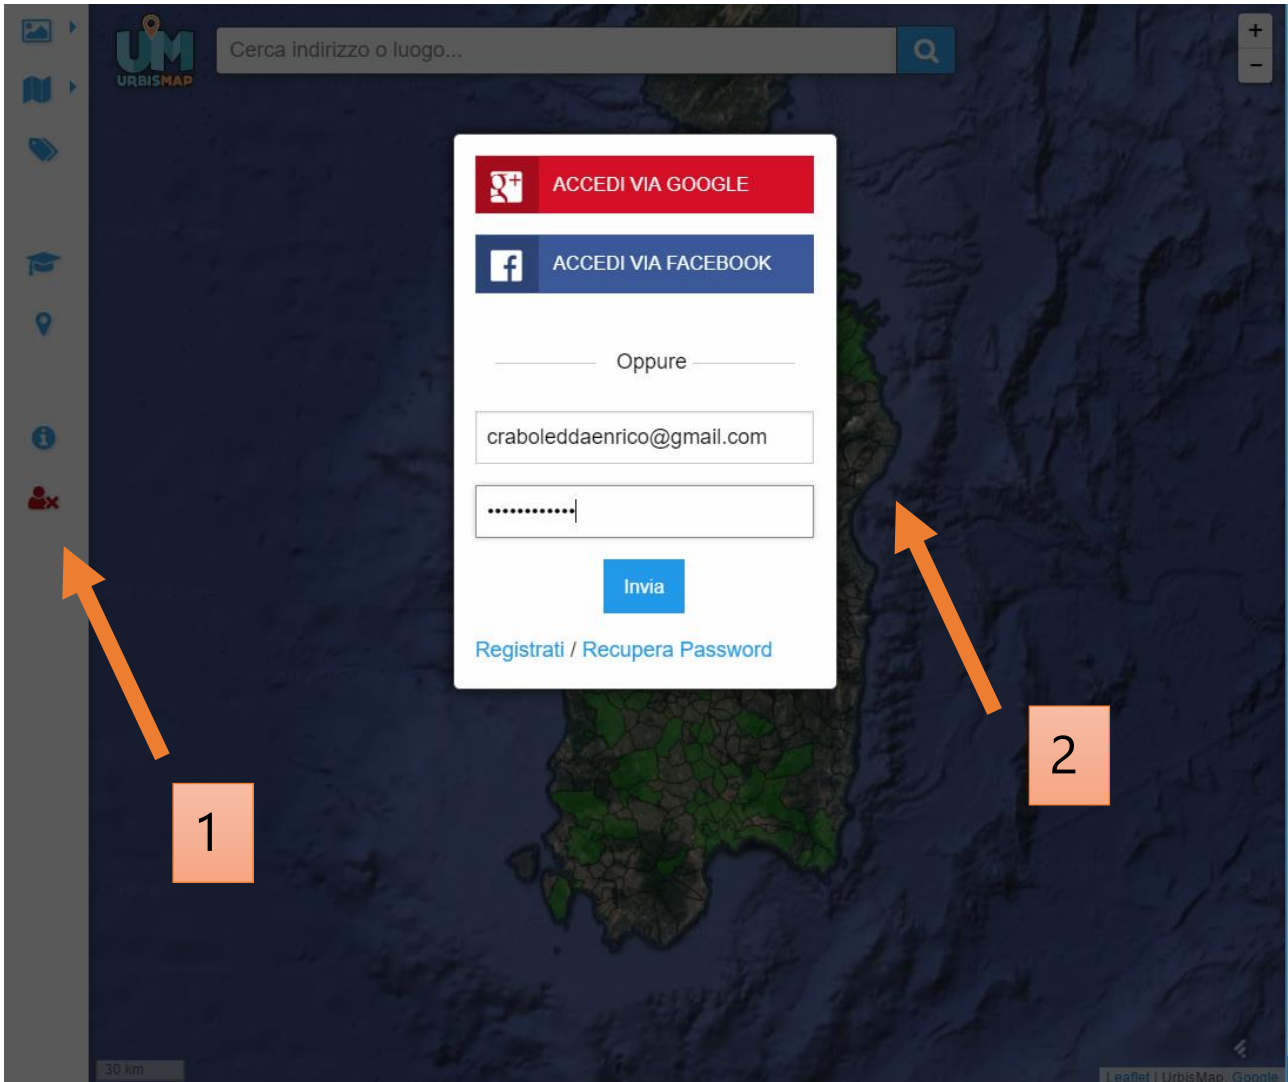 UM
URBISMAP
Cerca indirizzo o luogo...
+
−
g+ ACCEDI VIA GOOGLE
f ACCEDI VIA FACEBOOK
Oppure
craboleddaenrico@gmail.com
••••••••••••
Invia
Registrati / Recupera Password
2
1
30 km
Leaflet | UrbisMap, Google